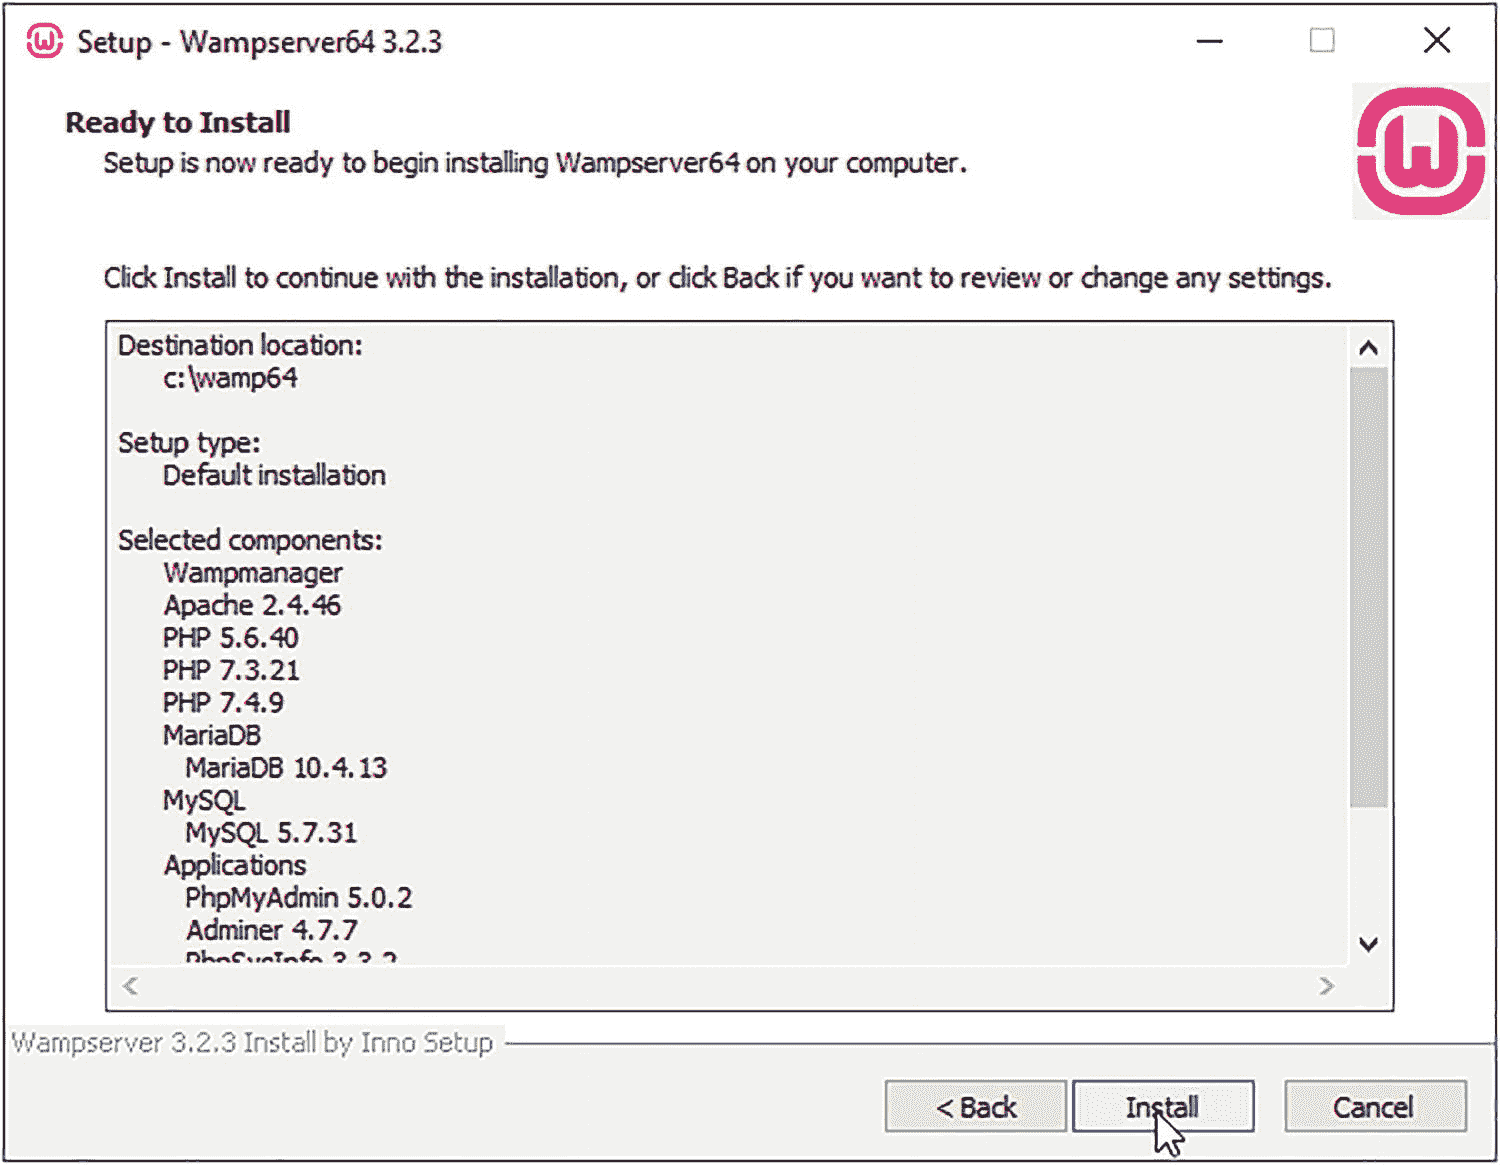 Setup - Wampserver64 3.2.3
Ready to Install
Setup is now ready to begin installing Wampserver64 on your computer.
Click Install to continue with the installation, or click Back if you want to review or change any settings.
Destination location:
c:\wamp64
Setup type:
Default installation
Selected components:
Wampmanager
Apache 2.4.46
PHP 5.6.40
PHP 7.3.21
PHP 7.4.9
MariaDB
MariaDB 10.4.13
MySQL
MySQL 5.7.31
Applications
PhpMyAdmin 5.0.2
Adminer 4.7.7
PhpSysInfo 3.3.2
Wampserver 3.2.3 Install by Inno Setup
< Back
Install
Cancel